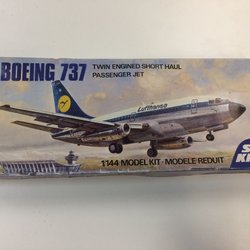 BOEING 737
TWIN ENGINED SHORT HAUL
PASSENGER JET
Lufthansa
1:144 MODEL KIT · MODELE REDUIT